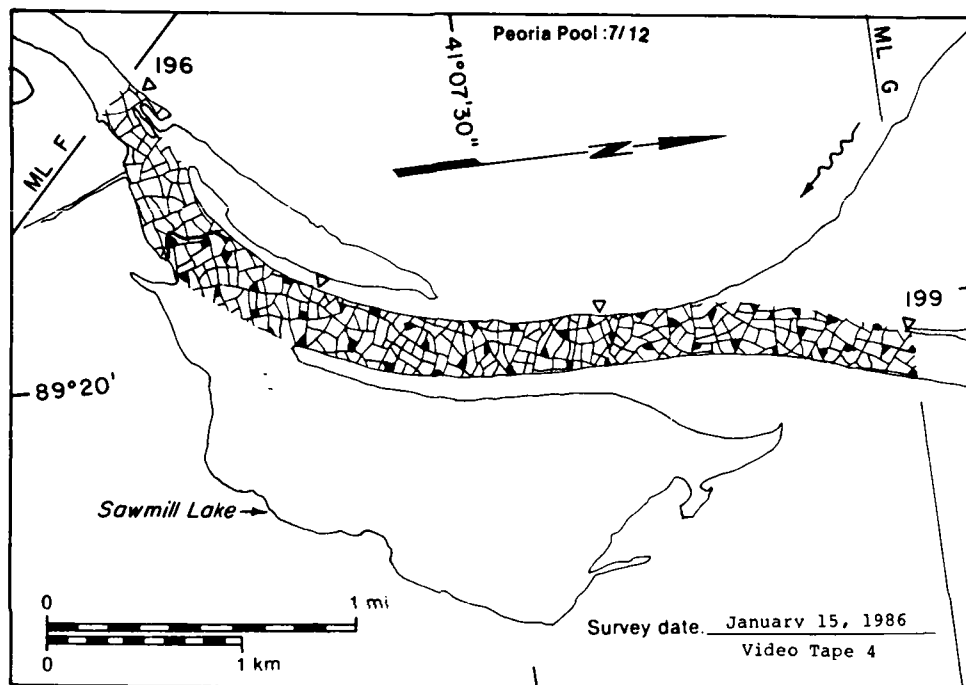 Peoria Pool :7/12
196
41°07'30"
ML G
ML F
N
199
89°20'
Sawmill Lake
0 1 mi
0 1 km
Survey date. January 15, 1986
Video Tape 4